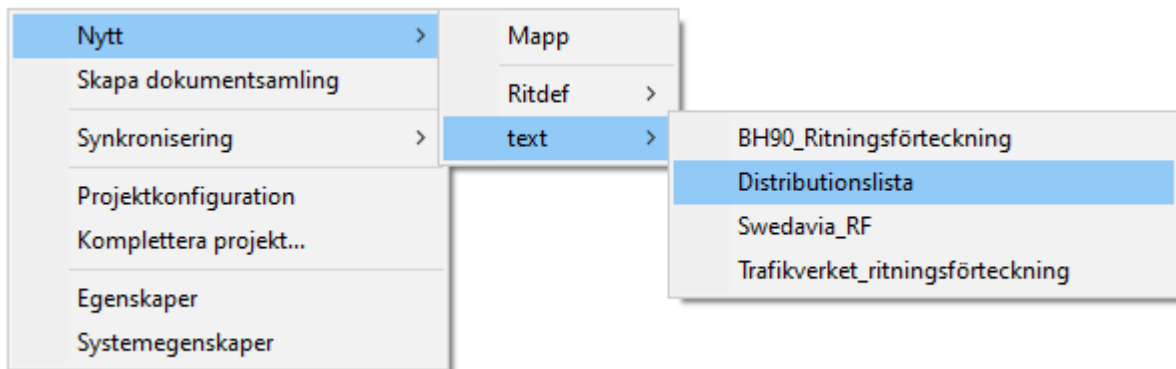 Nytt
Skapa dokumentsamling
Synkronisering
Projektkonfiguration
Komplettera projekt...
Egenskaper
Systemegenskaper
Mapp
Ritdef
text
BH90_Ritningsförteckning
Distributionslista
Swedavia_RF
Trafikverket_ritningsförteckning